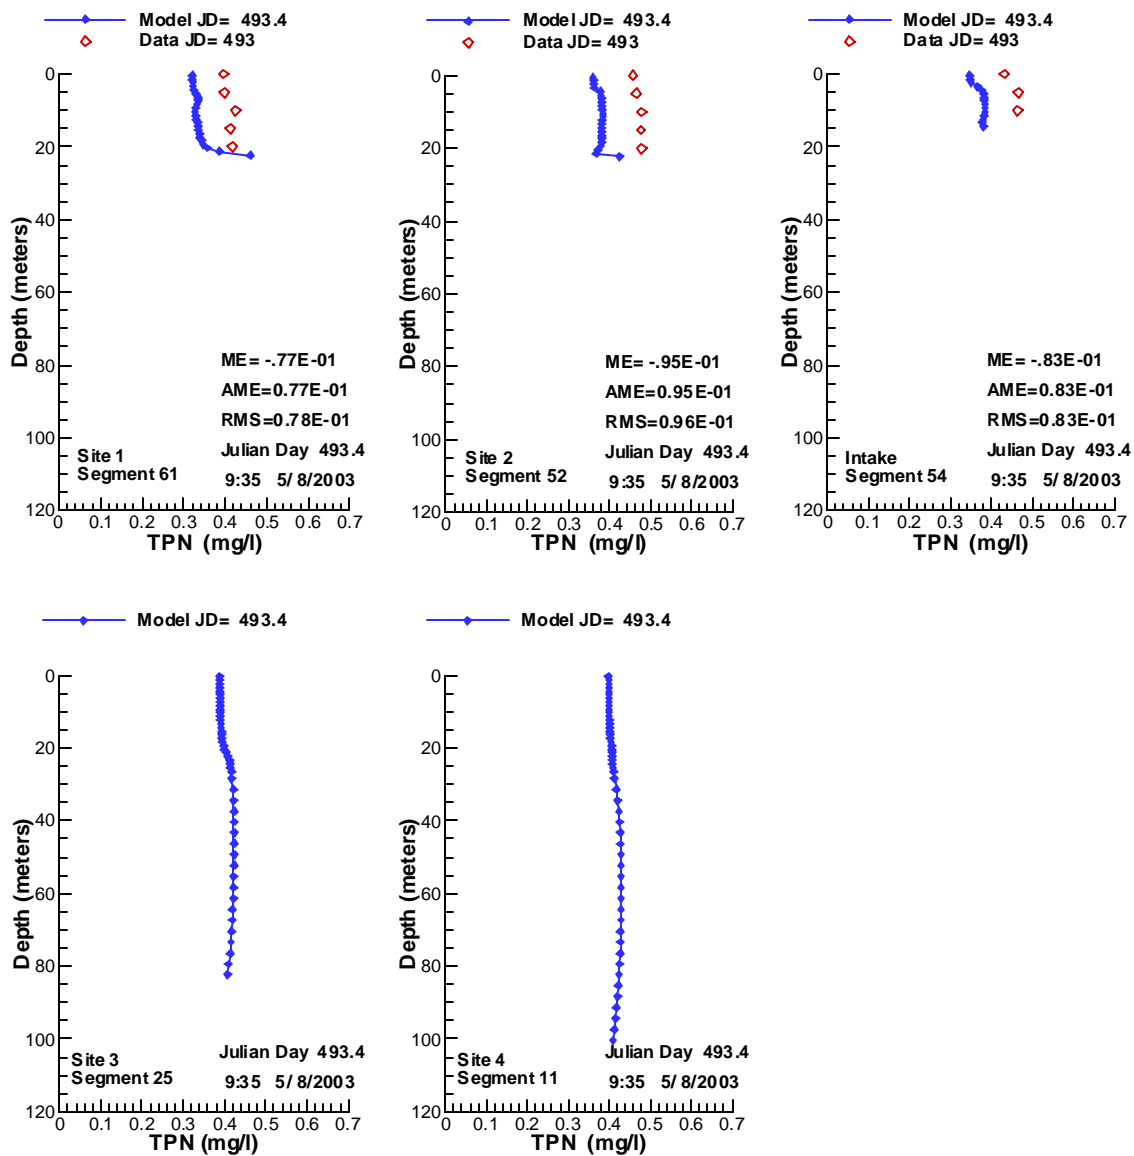 Model JD= 493.4
Data JD= 493
0
20
40
60
80
100
120
Depth (meters)
ME= -.77E-01
AME=0.77E-01
RMS=0.78E-01
Julian Day 493.4
9:35 5/ 8/2003
Site 1
Segment 61
0 0.1 0.2 0.3 0.4 0.5 0.6 0.7
TPN (mg/l)
Model JD= 493.4
Data JD= 493
0
20
40
60
80
100
120
Depth (meters)
ME= -.95E-01
AME=0.95E-01
RMS=0.96E-01
Julian Day 493.4
9:35 5/ 8/2003
Site 2
Segment 52
0 0.1 0.2 0.3 0.4 0.5 0.6 0.7
TPN (mg/l)
Model JD= 493.4
Data JD= 493
0
20
40
60
80
100
120
Depth (meters)
ME= -.83E-01
AME=0.83E-01
RMS=0.83E-01
Julian Day 493.4
9:35 5/ 8/2003
Intake
Segment 54
0 0.1 0.2 0.3 0.4 0.5 0.6 0.7
TPN (mg/l)
Model JD= 493.4
0
20
40
60
80
100
120
Depth (meters)
Julian Day 493.4
9:35 5/ 8/2003
Site 3
Segment 25
0 0.1 0.2 0.3 0.4 0.5 0.6 0.7
TPN (mg/l)
Model JD= 493.4
0
20
40
60
80
100
120
Depth (meters)
Julian Day 493.4
9:35 5/ 8/2003
Site 4
Segment 11
0 0.1 0.2 0.3 0.4 0.5 0.6 0.7
TPN (mg/l)